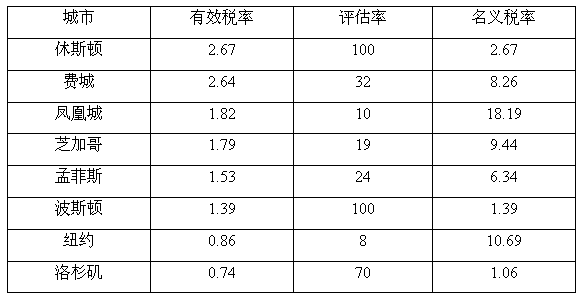 城市 有效税率 评估率 名义税率
休斯顿 2.67 100 2.67
费城 2.64 32 8.26
凤凰城 1.82 10 18.19
芝加哥 1.79 19 9.44
孟菲斯 1.53 24 6.34
波斯顿 1.39 100 1.39
纽约 0.86 8 10.69
洛杉矶 0.74 70 1.06